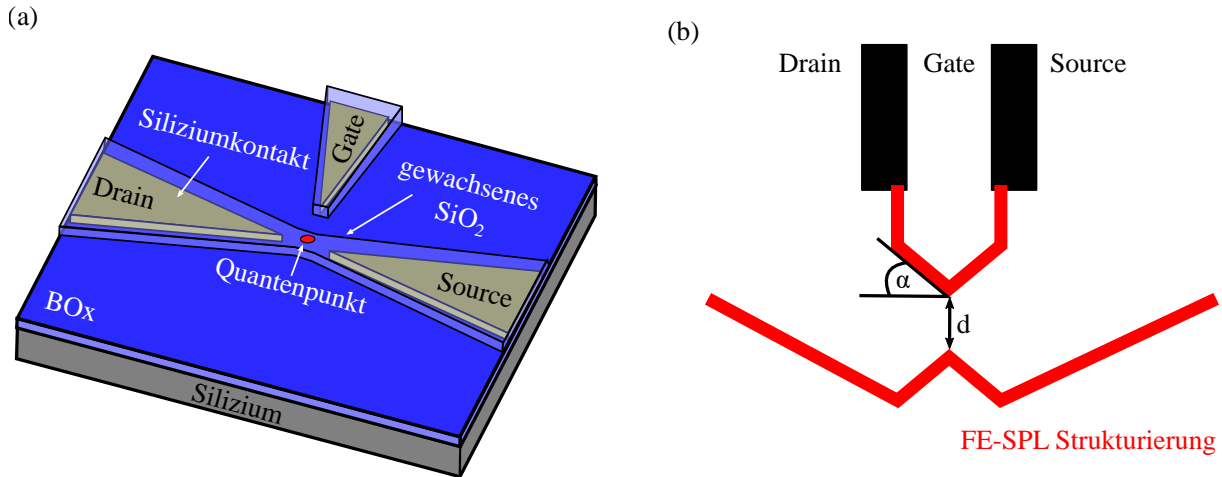 (a)
Siliziumkontakt
Gate
Drain
gewachsenes
SiO₂
Quantenpunkt
Source
BOx
Silizium
(b)
Drain
Gate
Source
α
d
FE-SPL Strukturierung